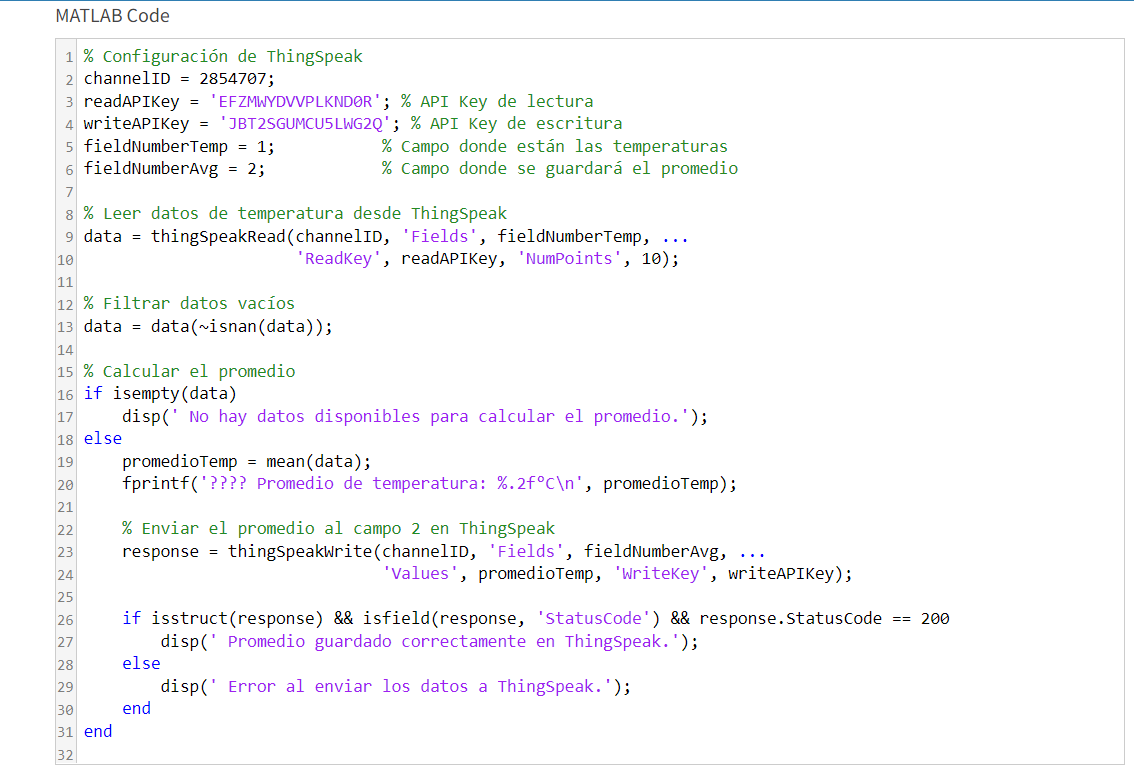 MATLAB Code
1 % Configuración de ThingSpeak
2 channelID = 2854707;
3 readAPIKey = 'EFZMWYDVVPLKND0R'; % API Key de lectura
4 writeAPIKey = 'JBT2SGUMCU5LWG2Q'; % API Key de escritura
5 fieldNumberTemp = 1;           % Campo donde están las temperaturas
6 fieldNumberAvg = 2;            % Campo donde se guardará el promedio
7
8 % Leer datos de temperatura desde ThingSpeak
9 data = thingSpeakRead(channelID, 'Fields', fieldNumberTemp, ...
10                       'ReadKey', readAPIKey, 'NumPoints', 10);
11
12 % Filtrar datos vacíos
13 data = data(~isnan(data));
14
15 % Calcular el promedio
16 if isempty(data)
17     disp(' No hay datos disponibles para calcular el promedio.');
18 else
19     promedioTemp = mean(data);
20     fprintf('???? Promedio de temperatura: %.2f°C\n', promedioTemp);
21
22     % Enviar el promedio al campo 2 en ThingSpeak
23     response = thingSpeakWrite(channelID, 'Fields', fieldNumberAvg, ...
24                                'Values', promedioTemp, 'WriteKey', writeAPIKey);
25
26     if isstruct(response) && isfield(response, 'StatusCode') && response.StatusCode == 200
27         disp(' Promedio guardado correctamente en ThingSpeak.');
28     else
29         disp(' Error al enviar los datos a ThingSpeak.');
30     end
31 end
32